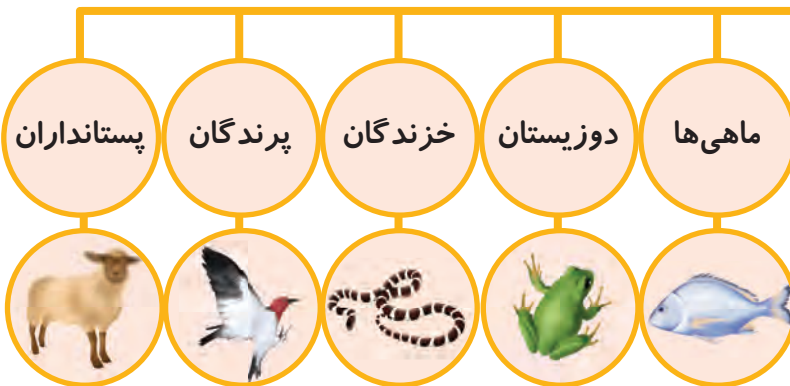 ماهی‌ها
دوزیستان
خزندگان
پرندگان
پستانداران